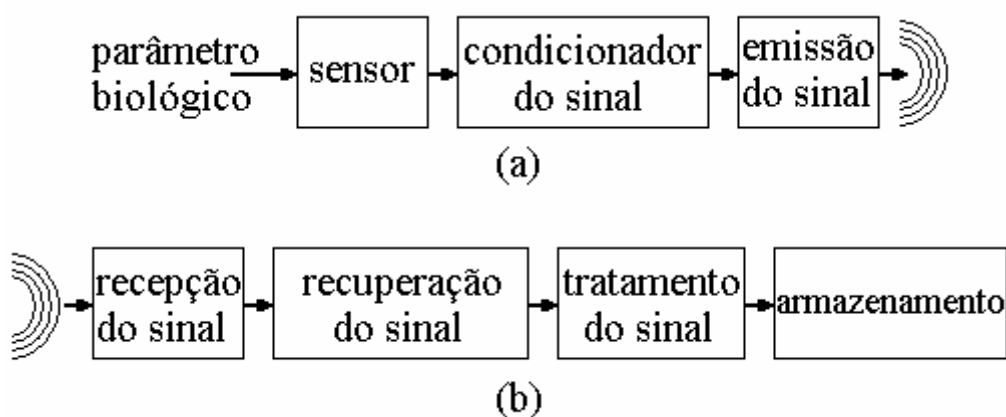 parâmetro
biológico
sensor
condicionador
do sinal
emissão
do sinal
(a)
recepção
do sinal
recuperação
do sinal
tratamento
do sinal
armazenamento
(b)